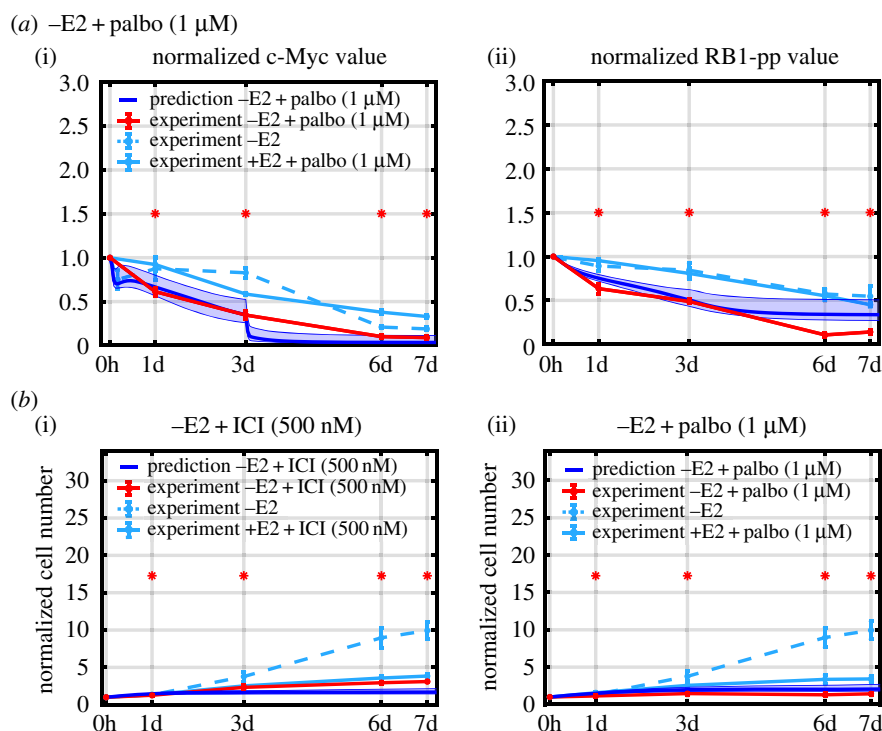 (a) –E2 + palbo (1 µM)
(i) normalized c-Myc value
3.0
2.5
2.0
1.5
1.0
0.5
0
prediction –E2 + palbo (1 µM)
experiment –E2 + palbo (1 µM)
experiment –E2
experiment +E2 + palbo (1 µM)
0h 1d 3d 6d 7d
(ii) normalized RB1-pp value
3.0
2.5
2.0
1.5
1.0
0.5
0
0h 1d 3d 6d 7d
(b)
(i) –E2 + ICI (500 nM)
normalized cell number
30
25
20
15
10
5
0
prediction –E2 + ICI (500 nM)
experiment –E2 + ICI (500 nM)
experiment –E2
experiment +E2 + ICI (500 nM)
0h 1d 3d 6d 7d
(ii) –E2 + palbo (1 µM)
normalized cell number
30
25
20
15
10
5
0
prediction –E2 + palbo (1 µM)
experiment –E2 + palbo (1 µM)
experiment –E2
experiment +E2 + palbo (1 µM)
0h 1d 3d 6d 7d